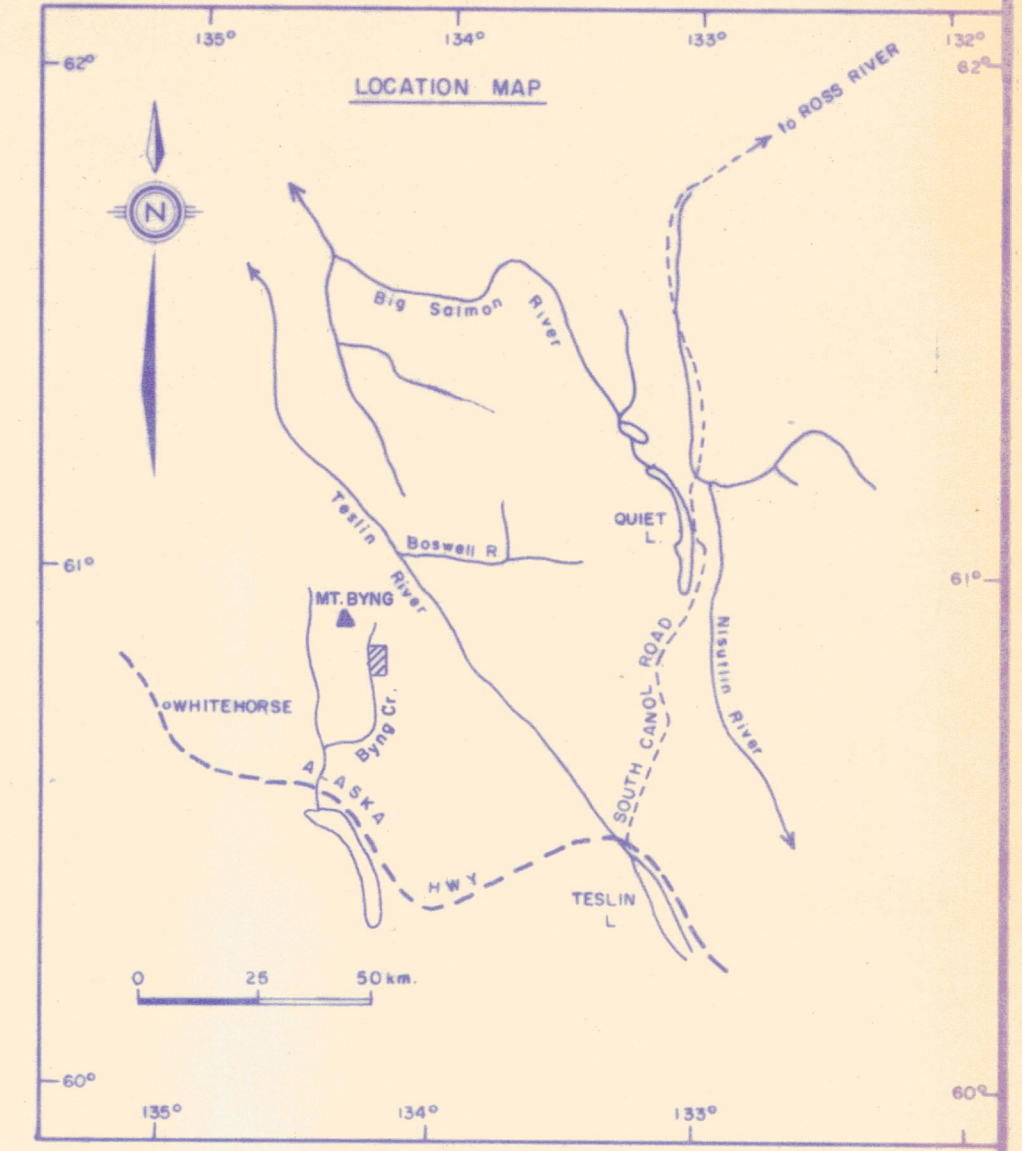 135° 134° 133° 132°
62° 62°
LOCATION MAP
to ROSS RIVER
N
Big Salmon River
Teslin River
QUIET
L.
Boswell R
61° 61°
MT. BYNG
WHITEHORSE
Byng Cr.
SOUTH CANOL ROAD
Nisutlin River
ALASKA HWY
TESLIN
L
0 25 50 km.
60° 60°
135° 134° 133°